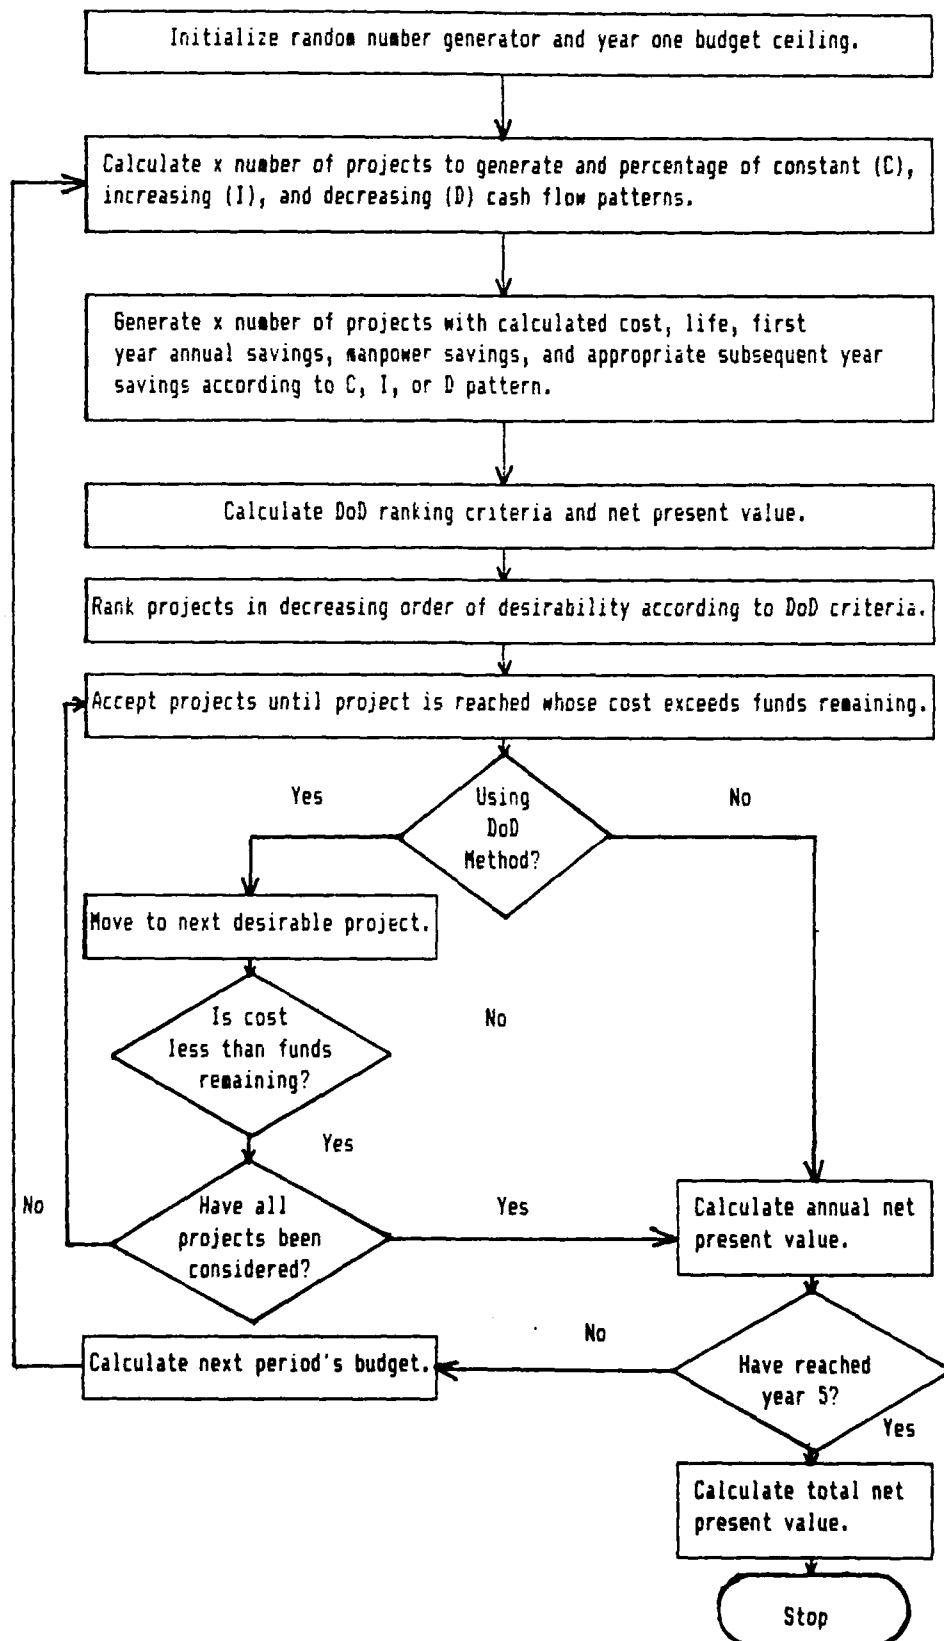 Initialize random number generator and year one budget ceiling.
Calculate x number of projects to generate and percentage of constant (C),
increasing (I), and decreasing (D) cash flow patterns.
Generate x number of projects with calculated cost, life, first
year annual savings, manpower savings, and appropriate subsequent year
savings according to C, I, or D pattern.
Calculate DoD ranking criteria and net present value.
Rank projects in decreasing order of desirability according to DoD criteria.
Accept projects until project is reached whose cost exceeds funds remaining.
Yes
Using
DoD
Method?
No
Move to next desirable project.
Is cost
less than funds
remaining?
No
Yes
No
Have all
projects been
considered?
Yes
Calculate annual net
present value.
No
Calculate next period's budget.
Have reached
year 5?
Yes
Calculate total net
present value.
Stop